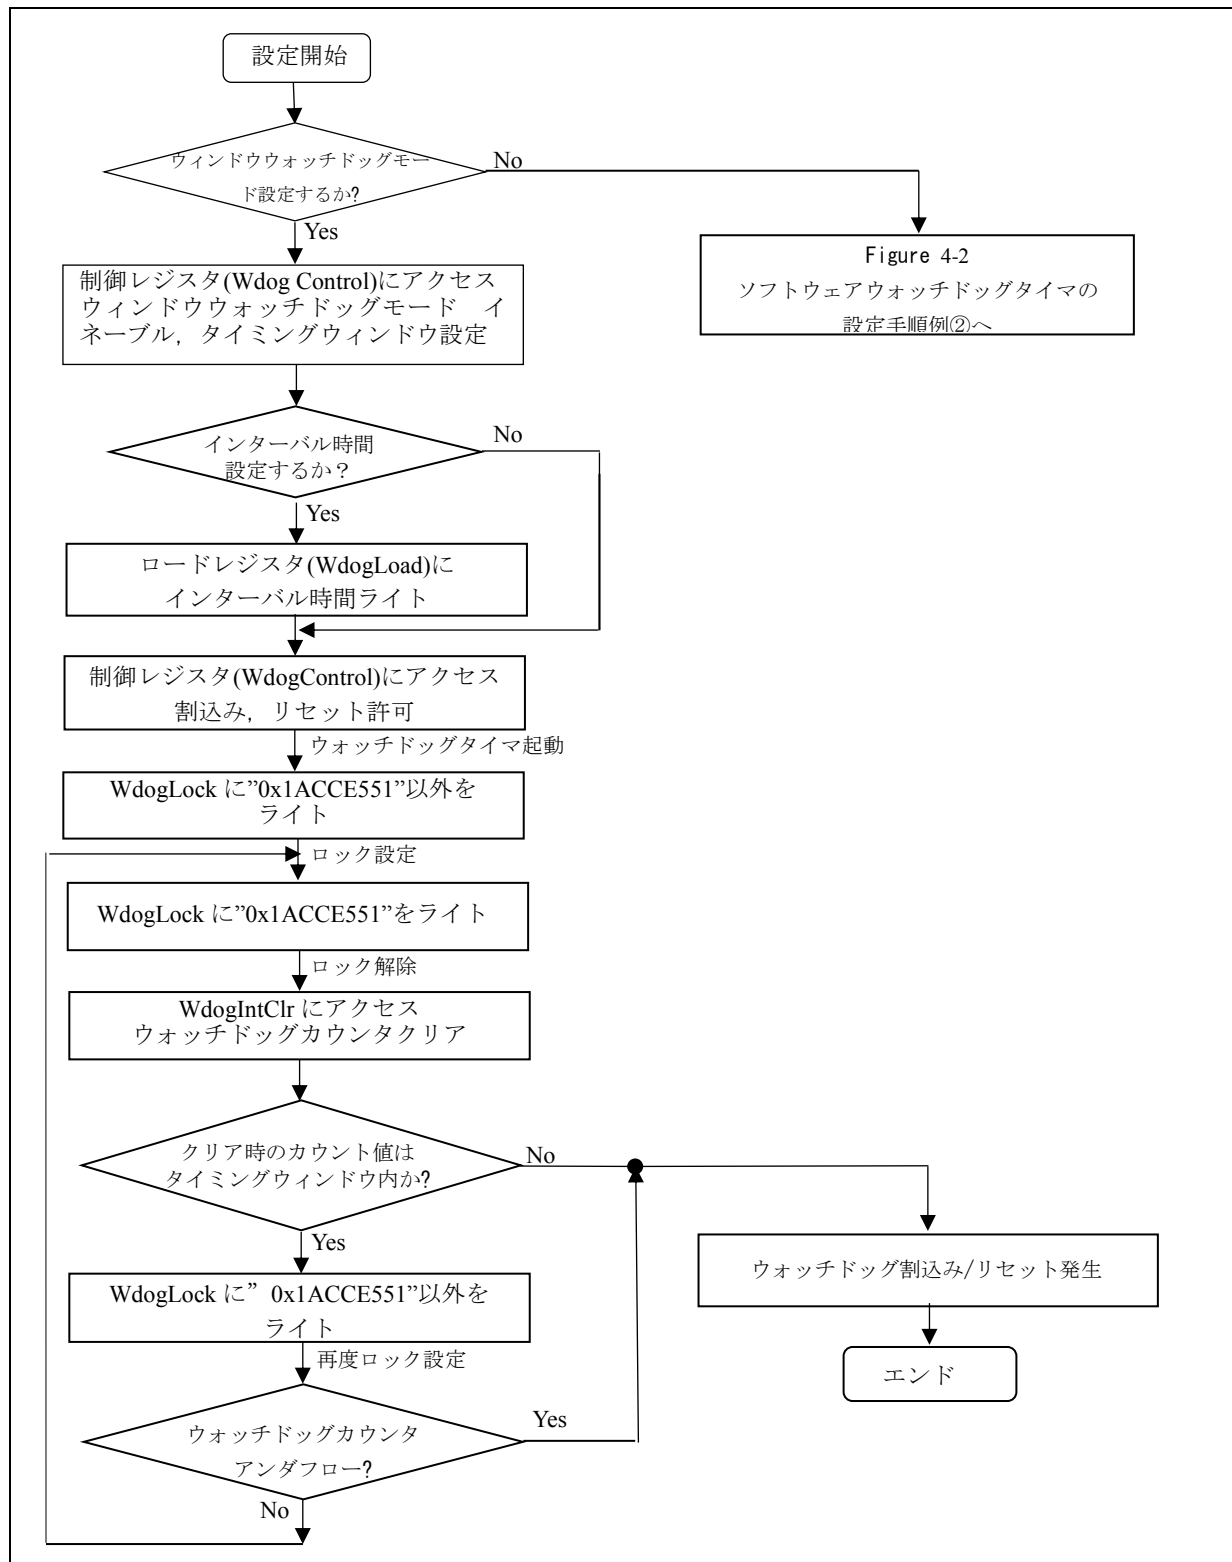 設定開始
ウィンドウウォッチドッグモー
ド設定するか?
No
Yes
Figure 4-2
ソフトウェアウォッチドッグタイマの
設定手順例②へ
制御レジスタ(Wdog Control)にアクセス
ウィンドウウォッチドッグモード イ
ネーブル, タイミングウィンドウ設定
インターバル時間
設定するか？
No
Yes
ロードレジスタ(WdogLoad)に
インターバル時間ライト
制御レジスタ(WdogControl)にアクセス
割込み, リセット許可
ウォッチドッグタイマ起動
WdogLock に”0x1ACCE551”以外を
ライト
ロック設定
WdogLock に”0x1ACCE551”をライト
ロック解除
WdogIntClr にアクセス
ウォッチドッグカウンタクリア
クリア時のカウント値は
タイミングウィンドウ内か?
No
Yes
ウォッチドッグ割込み/リセット発生
WdogLock に” 0x1ACCE551”以外を
ライト
再度ロック設定
エンド
ウォッチドッグカウンタ
アンダフロー?
Yes
No